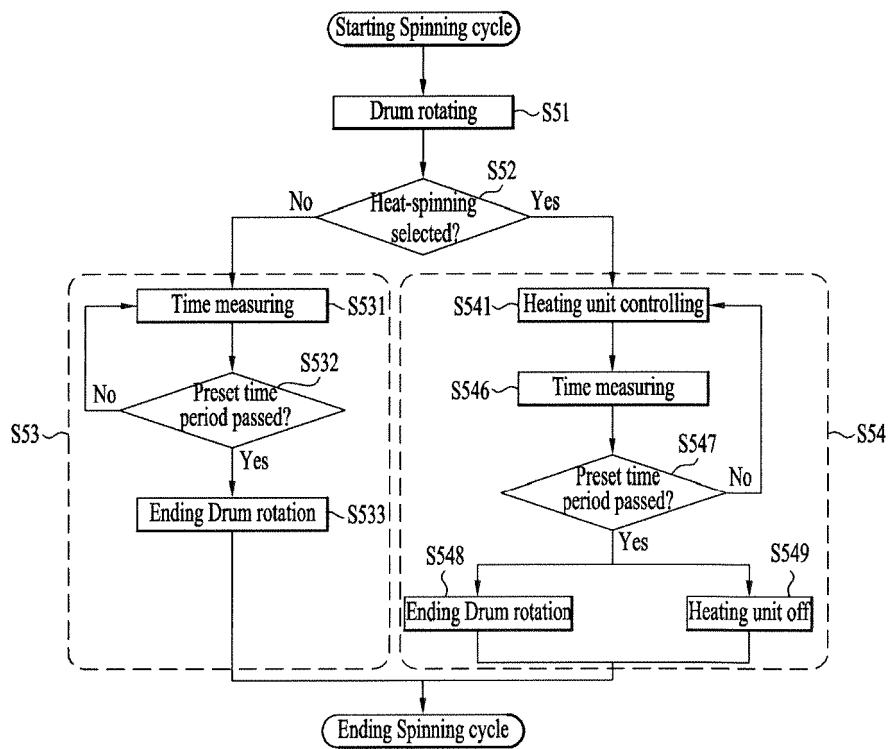 Starting Spinning cycle
Drum rotating
S51
S52
No
Heat-spinning
selected?
Yes
Time measuring
S531
S541
Heating unit controlling
S532
No
Preset time
period passed?
S546
Time measuring
S53
S54
Yes
S547
Preset time
period passed?
No
Ending Drum rotation
S533
Yes
S548
S549
Ending Drum rotation
Heating unit off
Ending Spinning cycle